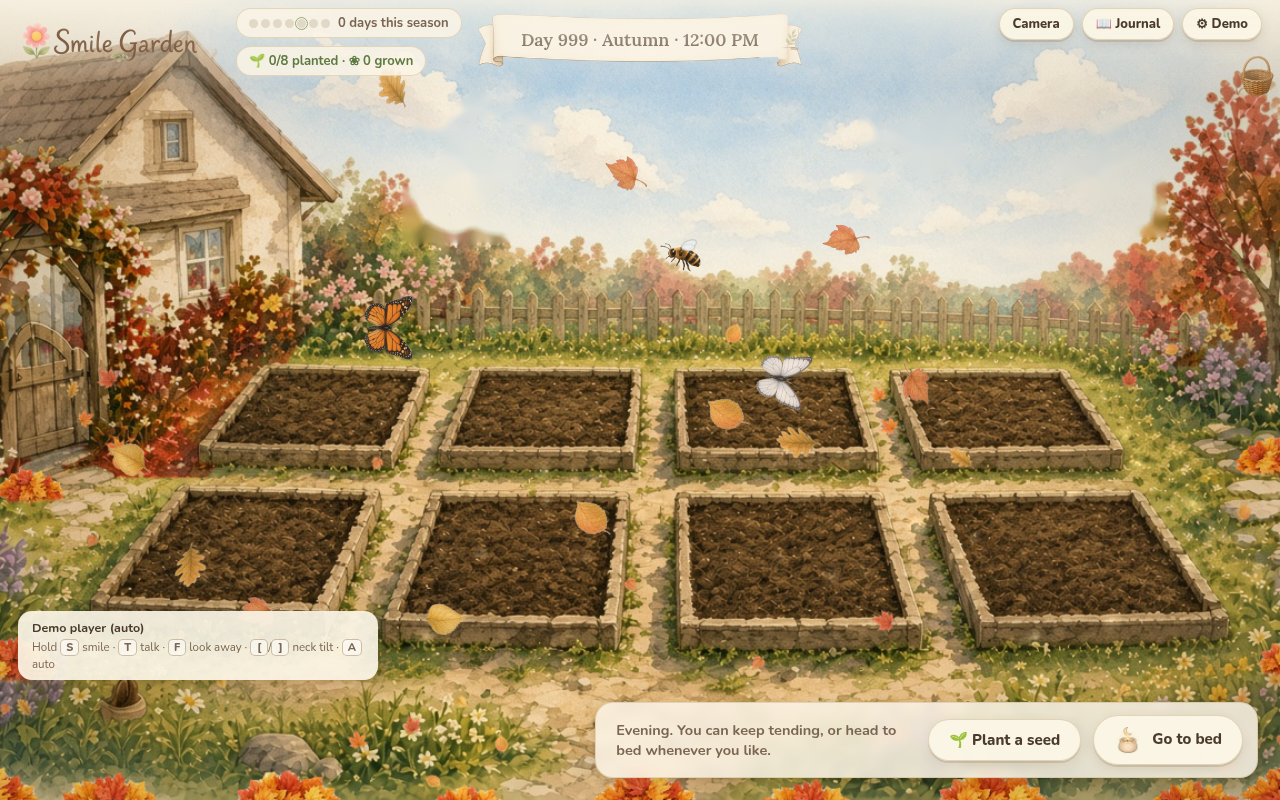 Smile Garden
0 days this season
🌱 0/8 planted · ❀ 0 grown
Day 999 · Autumn · 12:00 PM
Camera
📖 Journal
⚙ Demo
Demo player (auto)
Hold S smile · T talk · F look away · [ / ] neck tilt · A
auto
Evening. You can keep tending, or head to
bed whenever you like.
🌱 Plant a seed
Go to bed